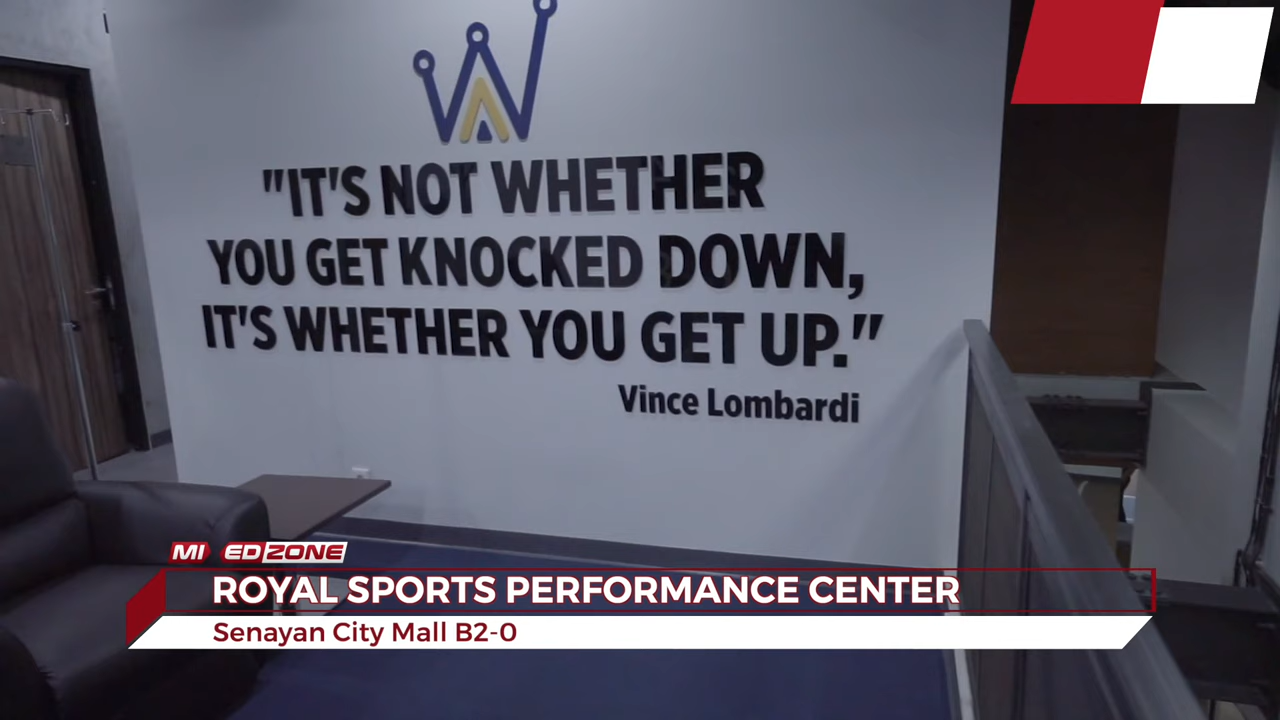 "IT'S NOT WHETHER
YOU GET KNOCKED DOWN,
IT'S WHETHER YOU GET UP."
Vince Lombardi
MI EDZONE
ROYAL SPORTS PERFORMANCE CENTER
Senayan City Mall B2-0